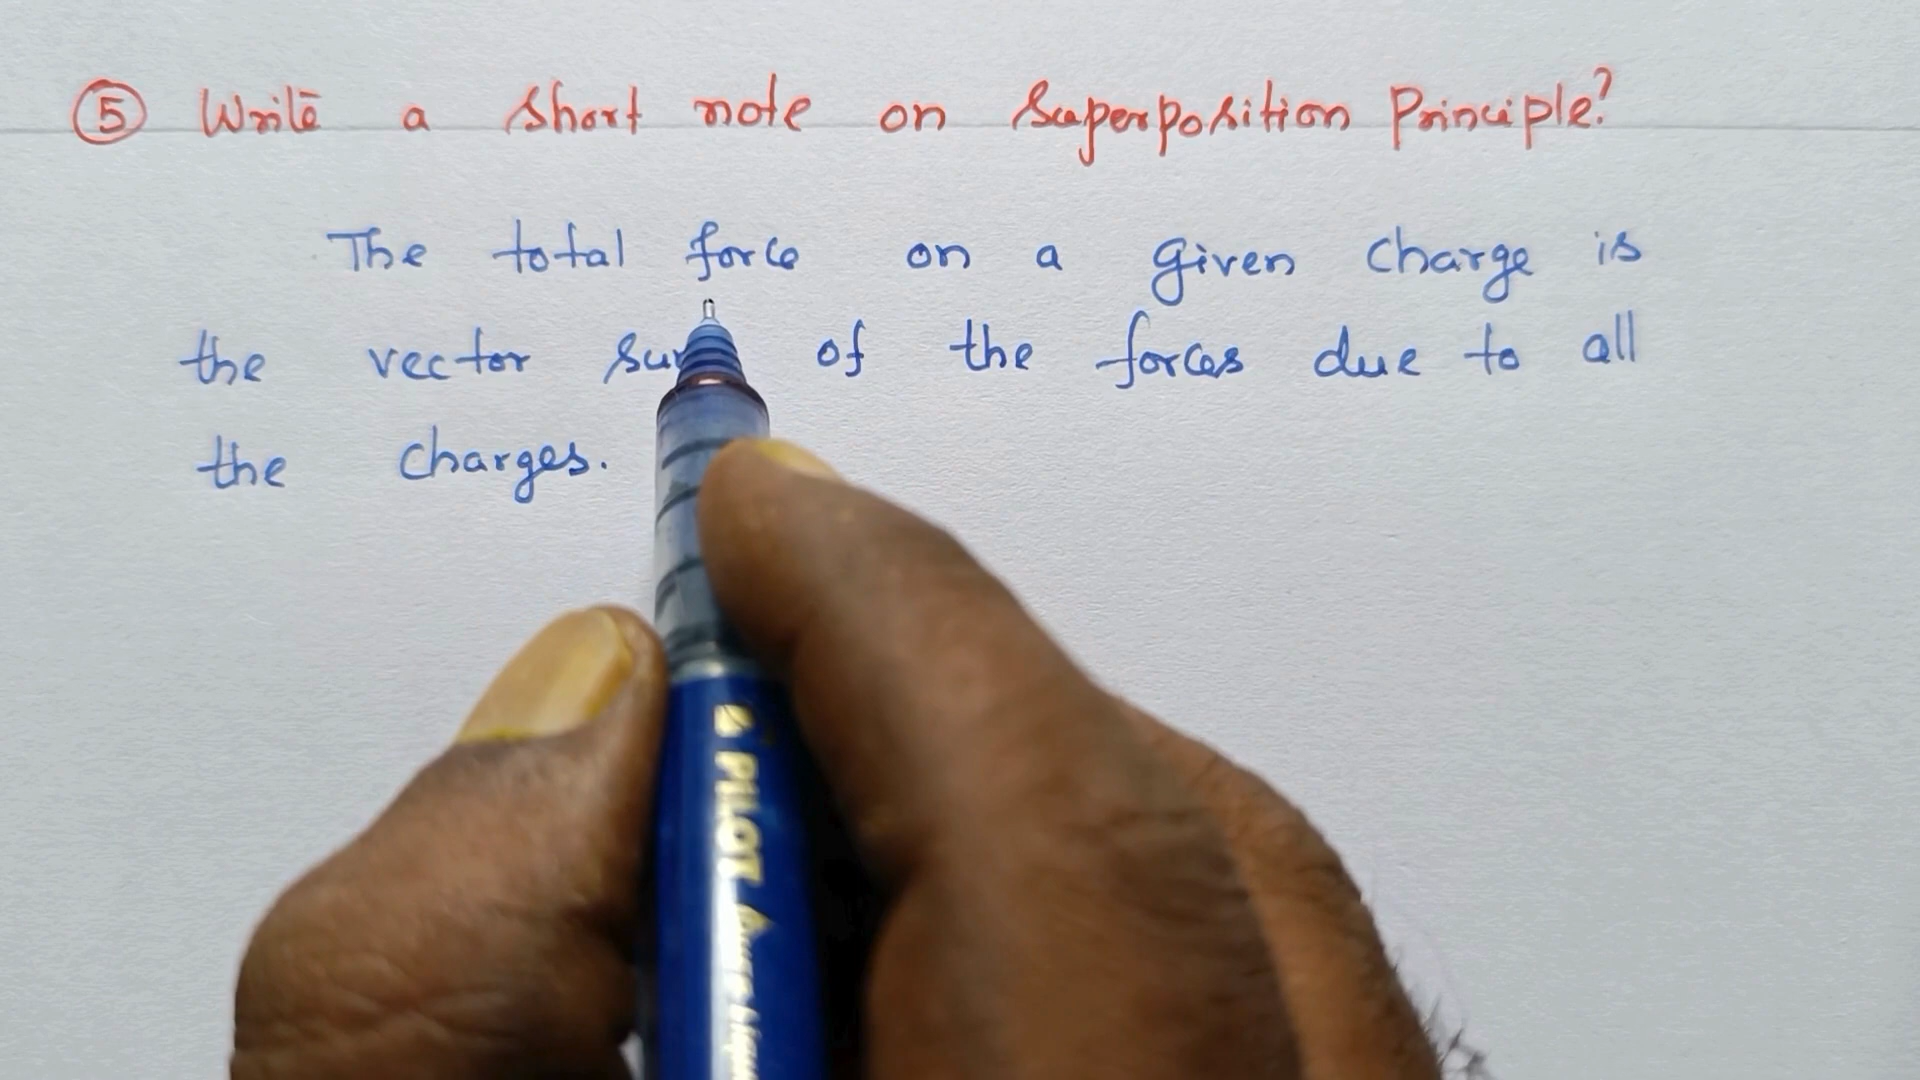 5 Write a short note on Superposition Principle?
The total force on a given charge is
the vector of the forces due to all
the charges.
PILOT